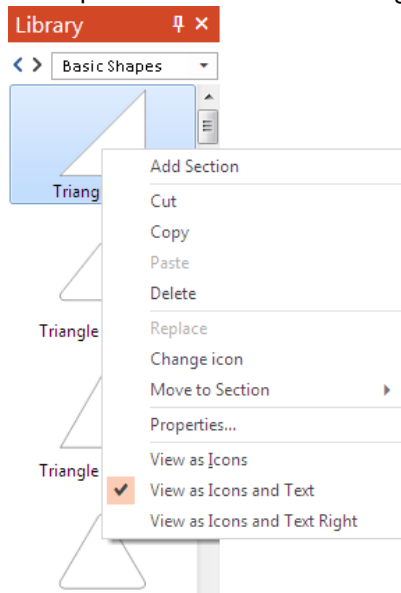 Library
Basic Shapes
Triang
Add Section
Cut
Copy
Paste
Delete
Triangle
Replace
Change icon
Move to Section
Properties...
Triangle
View as Icons
View as Icons and Text
View as Icons and Text Right